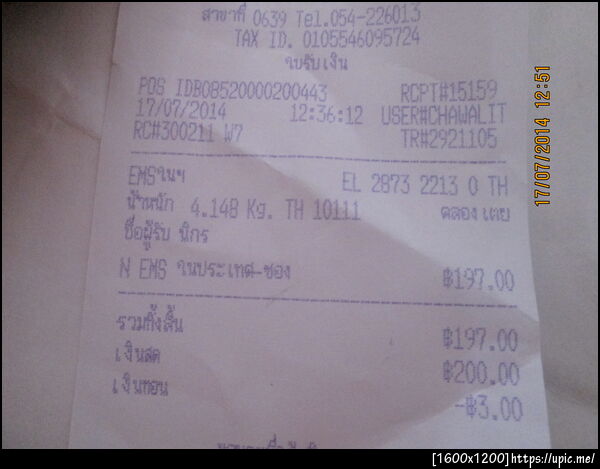 สาขาที่ 0639 Tel.054-226013
TAX ID. 0105546095724
ใบรับเงิน
POS IDB08520000200443 RCPT#15159
17/07/2014 12:36:12 USER#CHAWALIT
RC#300211 W7 TR#2921105
EMSในฯ EL 2873 2213 0 TH
น้ำหนัก 4.148 Kg. TH 10111 คลองเตย
ชื่อผู้รับ นิกร
N EMS ในประเทศ-ซอง ฿197.00
รวมทั้งสิ้น ฿197.00
เงินสด ฿200.00
เงินทอน -฿3.00
17/07/2014 12:51
[1600x1200]https://upic.me/